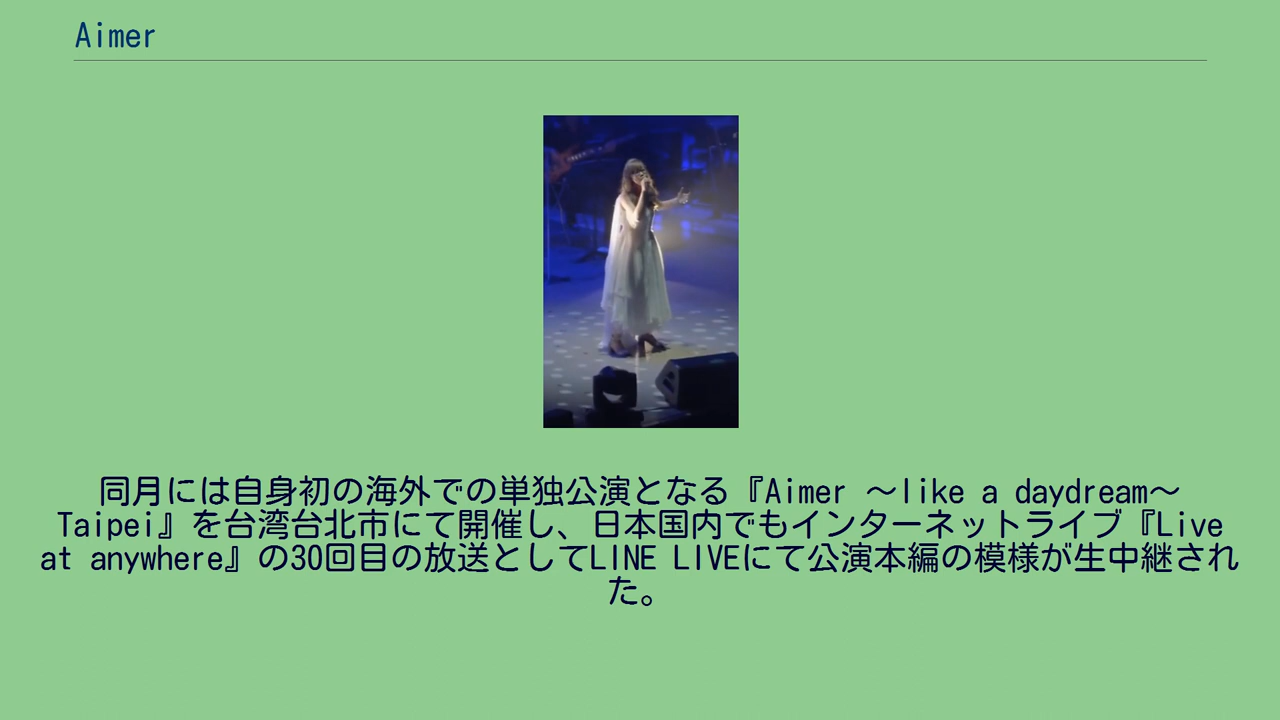 Aimer
同月には自身初の海外での単独公演となる『Aimer 〜like a daydream〜
Taipei』を台湾台北市にて開催し、日本国内でもインターネットライブ『Live
at anywhere』の30回目の放送としてLINE LIVEにて公演本編の模様が生中継され
た。